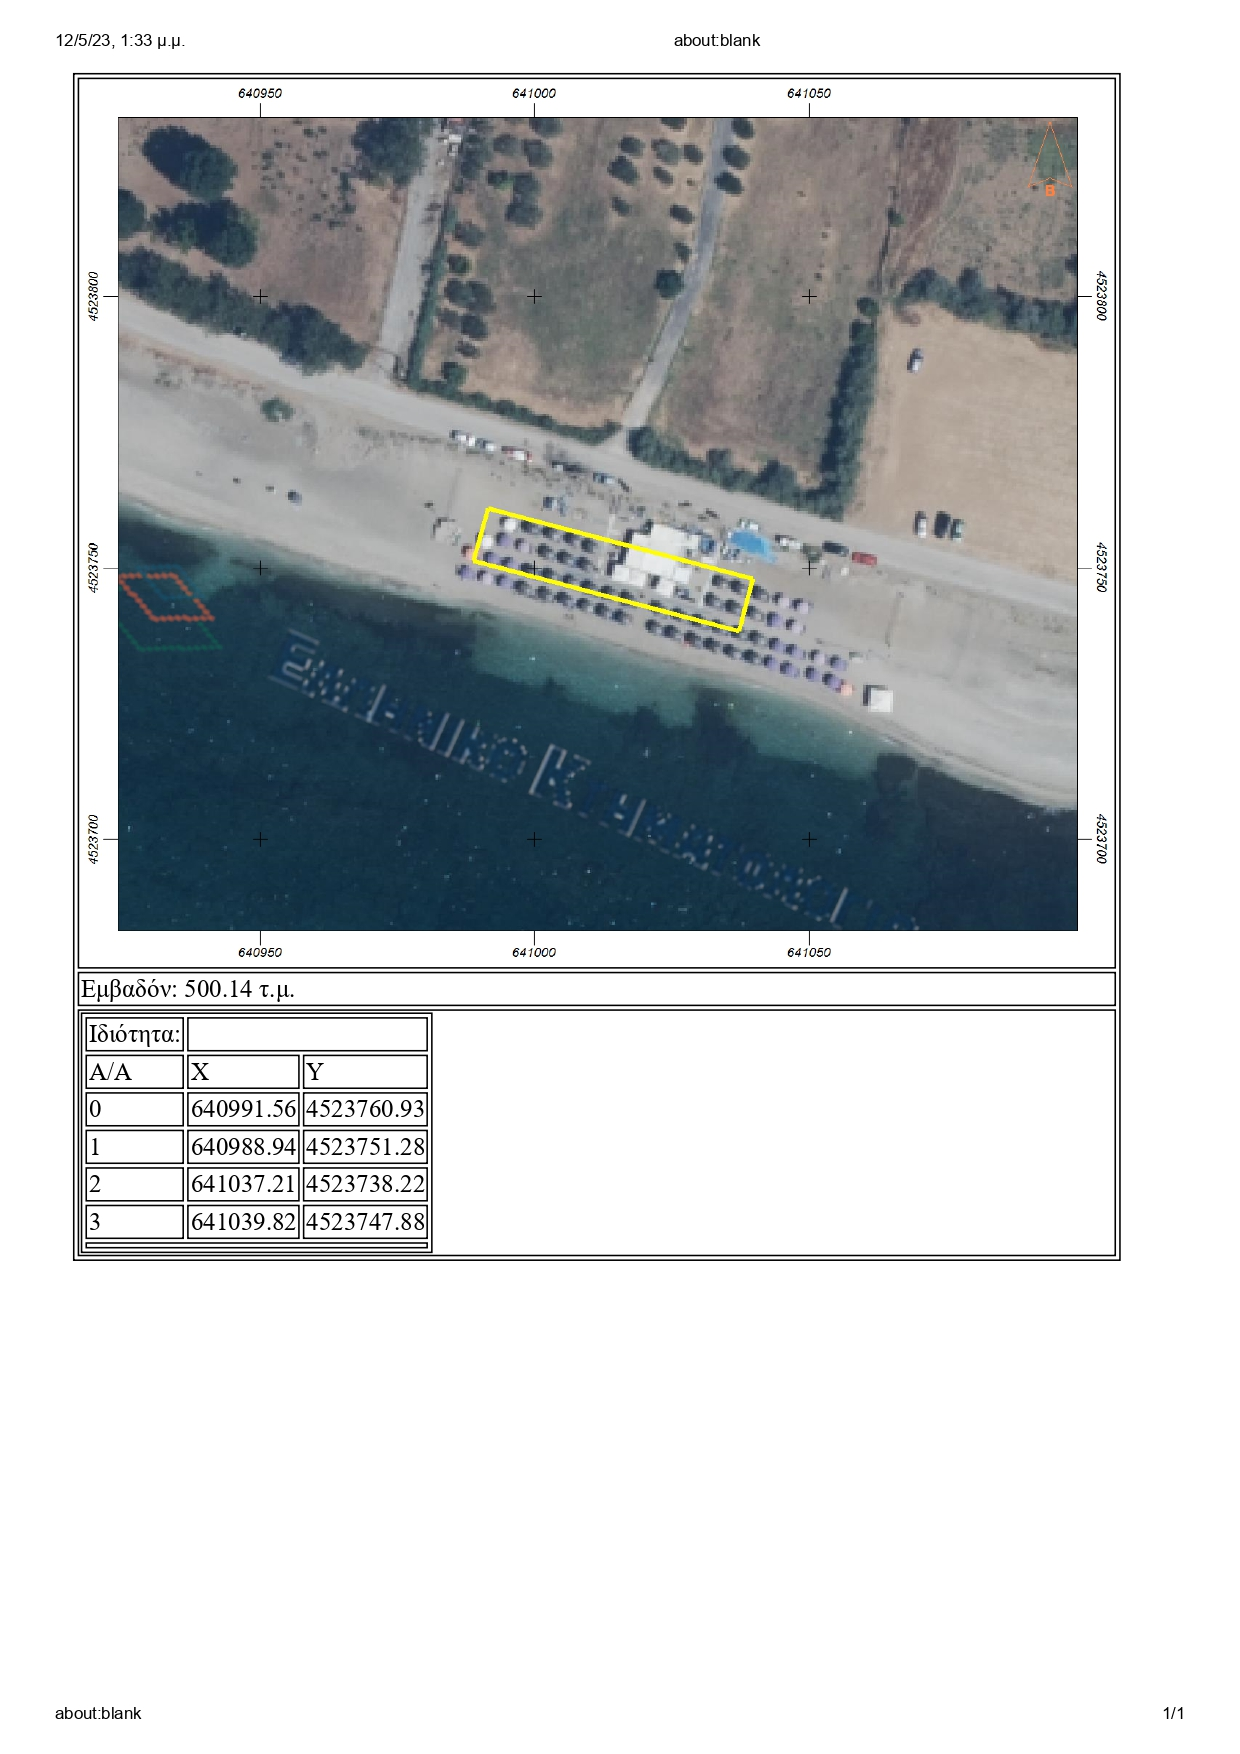 12/5/23, 1:33 μ.μ. about:blank
640950 641000 641050
Β
4523800 4523800
4523750 4523750
4523700 4523700
640950 641000 641050
Εμβαδόν: 500.14 τ.μ.
Ιδιότητα:
Α/Α X Y
0 640991.56 4523760.93
1 640988.94 4523751.28
2 641037.21 4523738.22
3 641039.82 4523747.88
about:blank 1/1